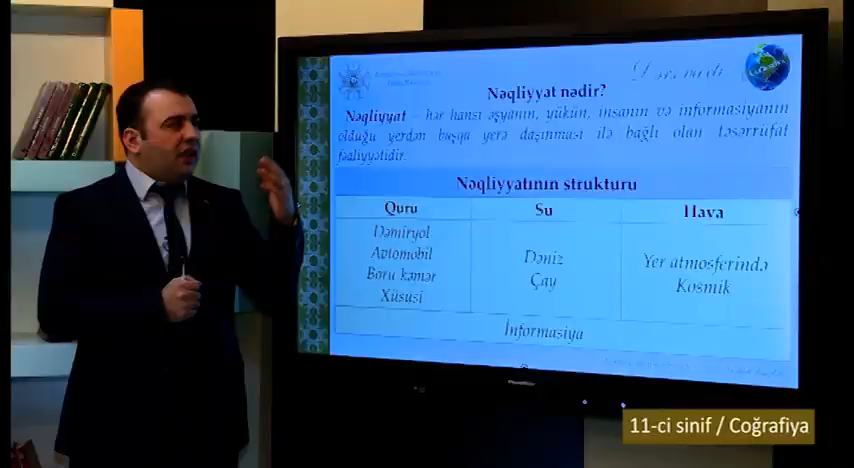 Dərs vədi
Nəqliyyat nədir?
Nəqliyyat – hər hansı əşyanın, yükün, insanın və informasiyanın
olduğu yerdən başqa yerə daşınması ilə bağlı olan təsərrüfat
fəaliyyətidir.
Nəqliyyatının strukturu
Quru Su Hava
Dəmiryol
Avtomobil
Boru kəmər
Xüsusi
Dəniz
Çay
Yer atmosferində
Kosmik
İnformasiya
11-ci sinif / Coğrafiya